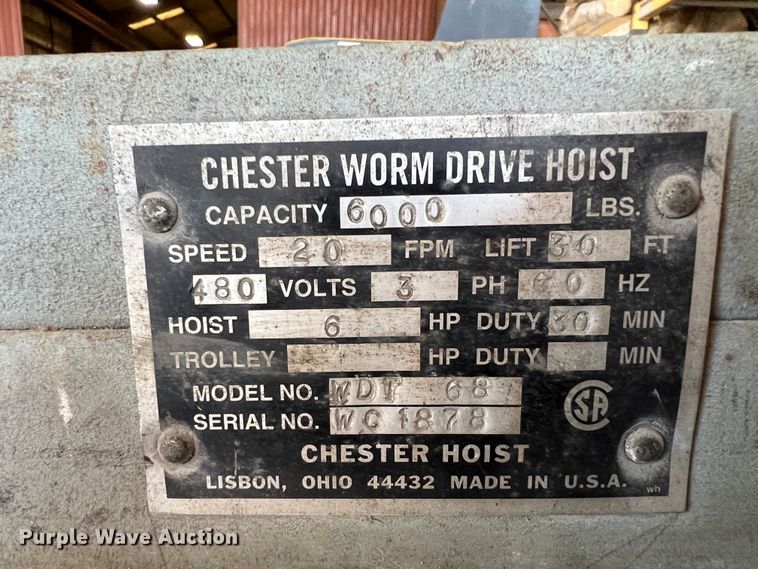 CHESTER WORM DRIVE HOIST
CAPACITY 6000 LBS.
SPEED 20 FPM LIFT 30 FT
480 VOLTS 3 PH 60 HZ
HOIST 6 HP DUTY 30 MIN
TROLLEY HP DUTY MIN
MODEL NO. WDT 68
SERIAL NO. WC1878
CSA
CHESTER HOIST
LISBON, OHIO 44432 MADE IN U.S.A.
wh
Purple Wave Auction